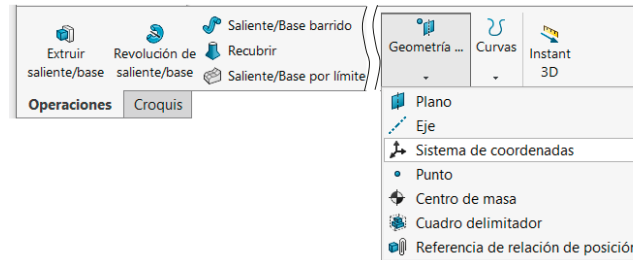 Extruir
saliente/base
Revolución de
saliente/base
Saliente/Base barrido
Recubrir
Saliente/Base por límite
Geometría ...
Curvas
Instant
3D
Operaciones
Croquis
Plano
Eje
Sistema de coordenadas
Punto
Centro de masa
Cuadro delimitador
Referencia de relación de posición